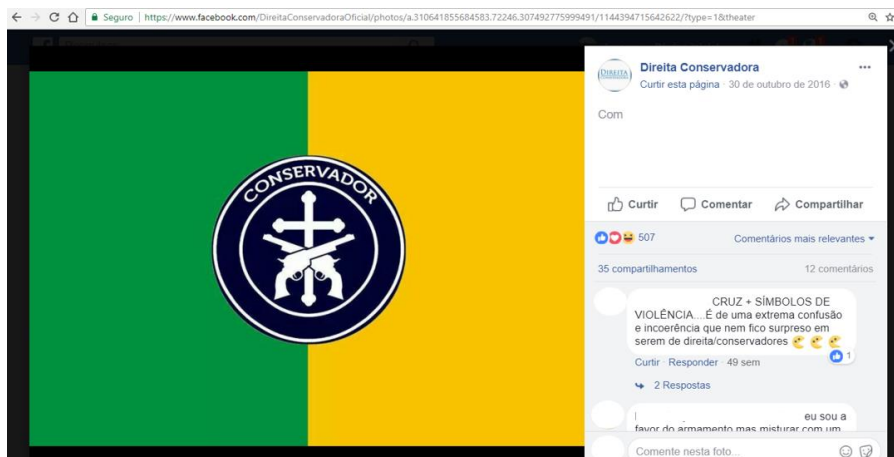 Seguro | https://www.facebook.com/DireitaConservadoraOficial/photos/a.310641855684583.72246.307492775999491/1144394715642622/?type=1&theater
CONSERVADOR
DIREITA
Direita Conservadora
Curtir esta página · 30 de outubro de 2016 ·
Com
Curtir Comentar Compartilhar
507 Comentários mais relevantes
35 compartilhamentos 12 comentários
CRUZ + SÍMBOLOS DE
VIOLÊNCIA....É de uma extrema confusão
e incoerência que nem fico surpreso em
serem de direita/conservadores
1
Curtir · Responder · 49 sem
2 Respostas
eu sou a
favor do armamento mas misturar com um
Comente nesta foto...